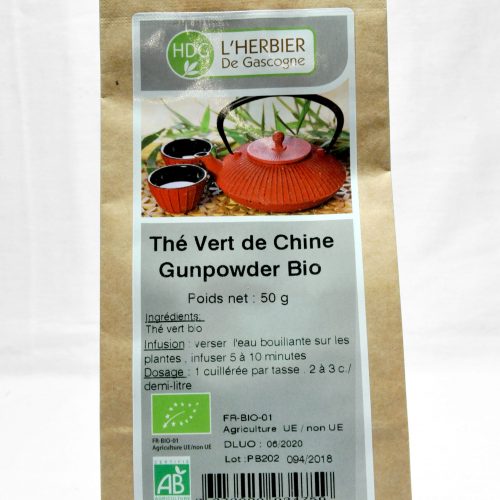 HDG
L'HERBIER
De Gascogne
Thé Vert de Chine
Gunpowder Bio
Poids net : 50 g
Ingrédients:
Thé vert bio
Infusion : verser l'eau bouillante sur les
plantes , infuser 5 à 10 minutes
Dosage : 1 cuillérée par tasse . 2 à 3 c./
demi-litre
FR-BIO-01
Agriculture UE / non UE
DLUO : 06/2020
Lot :PB202 094/2018
FR-BIO-01
Agriculture UE/non UE
CERTIFIÉ
AB